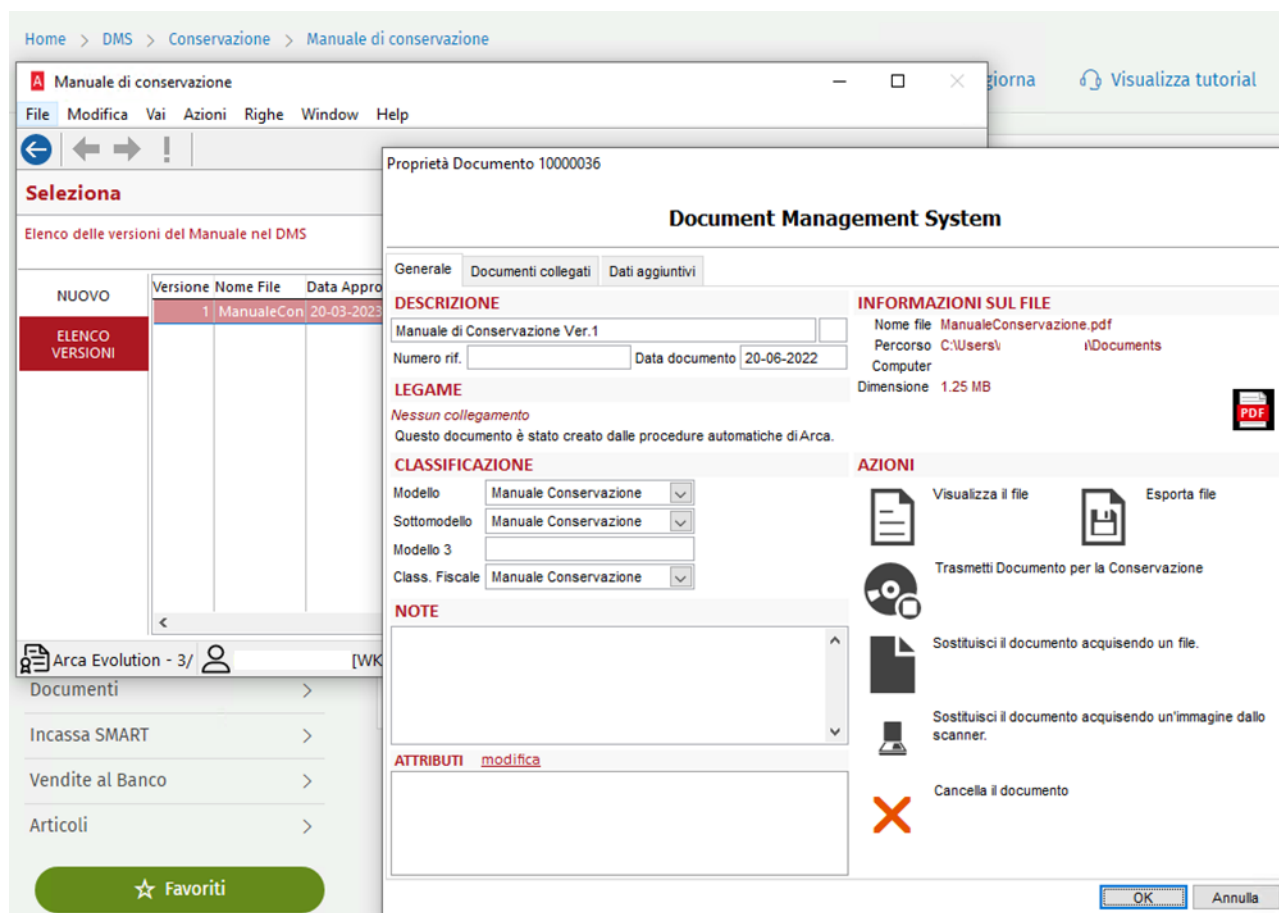 Home > DMS > Conservazione > Manuale di conservazione
giorna Visualizza tutorial
A Manuale di conservazione
File Modifica Vai Azioni Righe Window Help
Seleziona
Elenco delle versioni del Manuale nel DMS
NUOVO
ELENCO VERSIONI
Versione Nome File Data Appro
1 ManualeCon 20-03-2023
Arca Evolution - 3/ [WK
Documenti
Incassa SMART
Vendite al Banco
Articoli
Favoriti
Proprietà Documento 10000036
Document Management System
Generale Documenti collegati Dati aggiuntivi
DESCRIZIONE
Manuale di Conservazione Ver.1
Numero rif. Data documento 20-06-2022
LEGAME
Nessun collegamento
Questo documento è stato creato dalle procedure automatiche di Arca.
CLASSIFICAZIONE
Modello Manuale Conservazione
Sottomodello Manuale Conservazione
Modello 3
Class. Fiscale Manuale Conservazione
NOTE
ATTRIBUTI modifica
INFORMAZIONI SUL FILE
Nome file ManualeConservazione.pdf
Percorso C:\Users\ \Documents
Computer
Dimensione 1.25 MB
PDF
AZIONI
Visualizza il file Esporta file
Trasmetti Documento per la Conservazione
Sostituisci il documento acquisendo un file.
Sostituisci il documento acquisendo un'immagine dallo
scanner.
Cancella il documento
OK Annulla